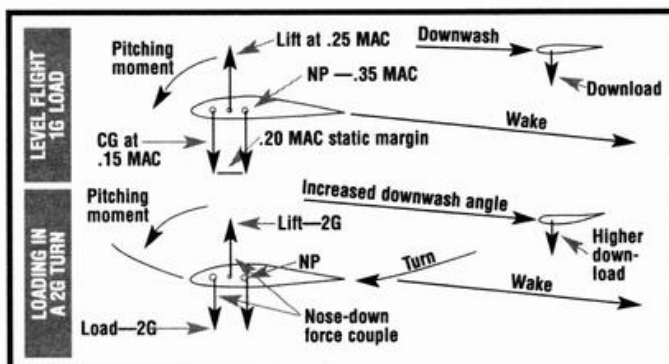 LEVEL FLIGHT
1G LOAD
Pitching
moment
Lift at .25 MAC
Downwash
NP —.35 MAC
Download
CG at
.15 MAC
.20 MAC static margin
Wake
LOADING IN
A 2G TURN
Pitching
moment
Increased downwash angle
Lift—2G
Higher
down-
load
NP
Turn
Wake
Load—2G
Nose-down
force couple